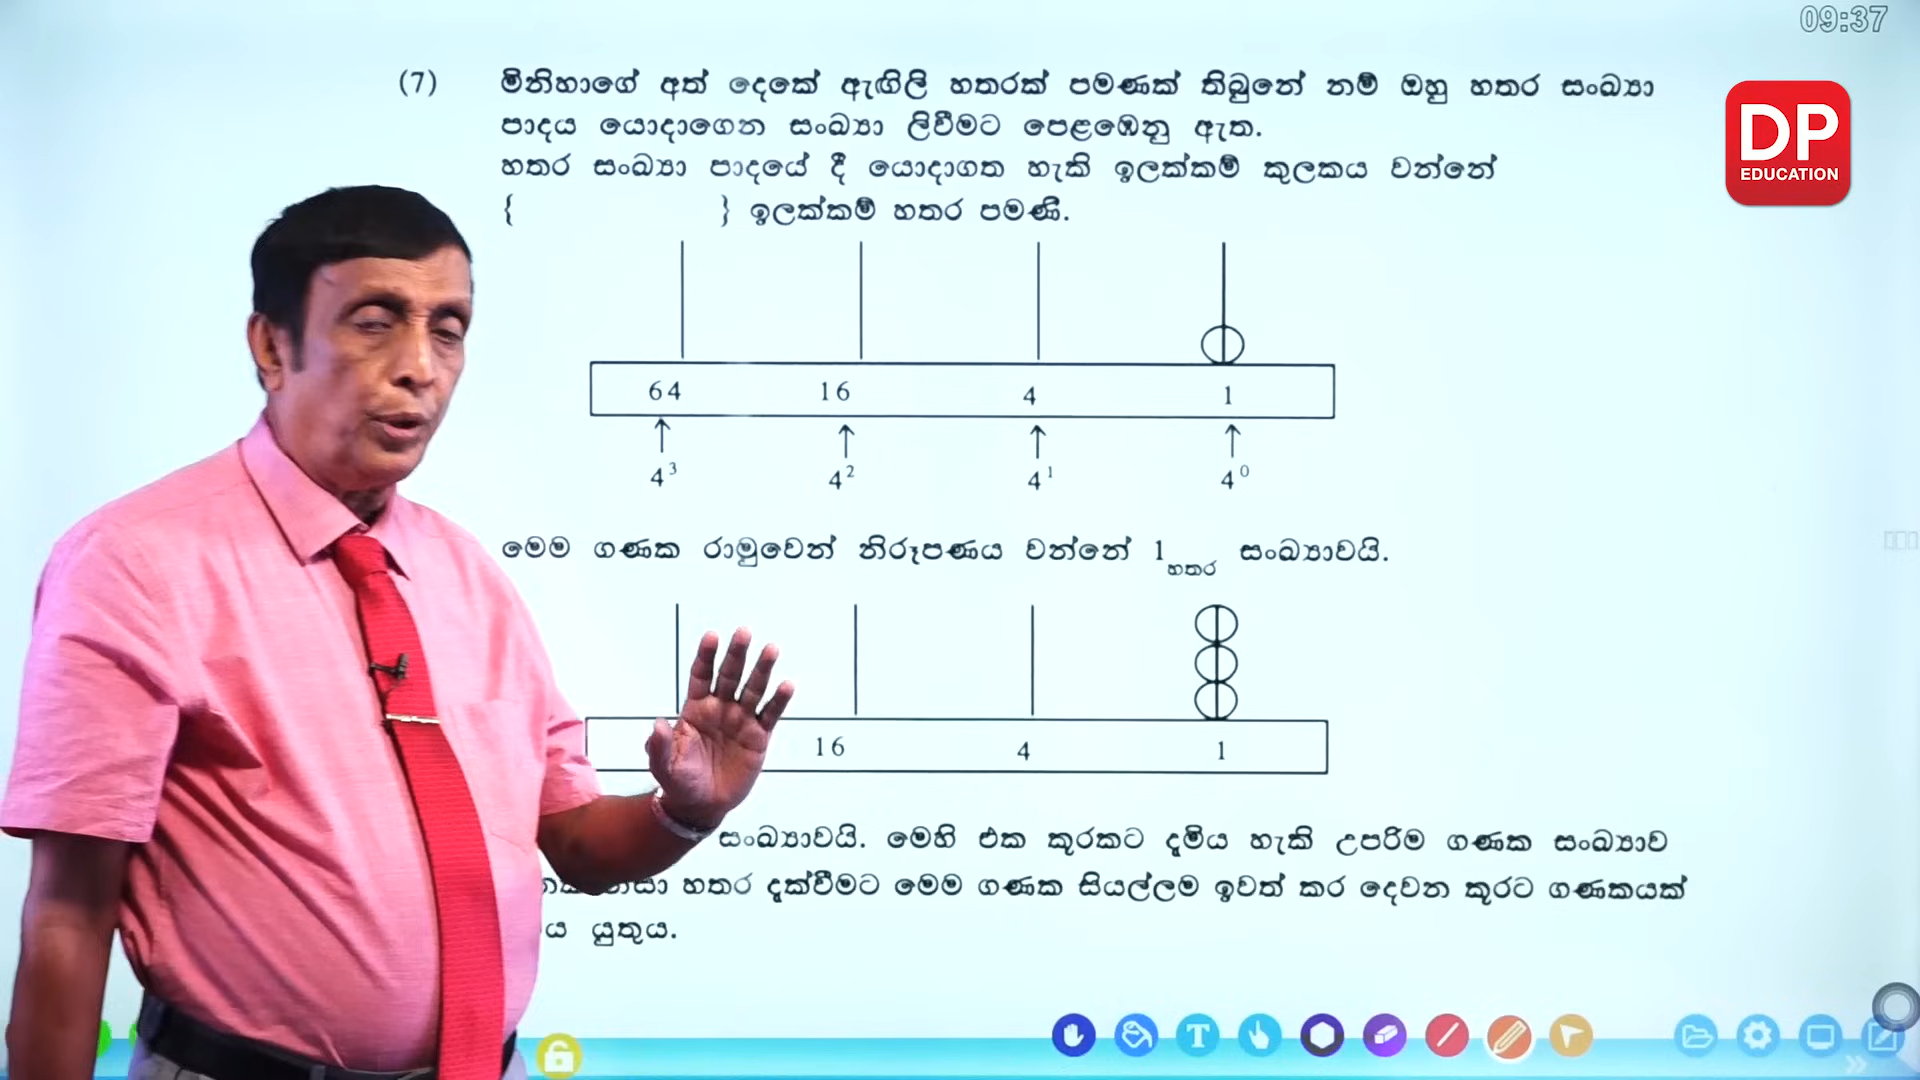 09:37
(7) මිනිහාගේ අත් දෙකේ ඇඟිලි හතරක් පමණක් තිබුනේ නම් ඔහු හතර සංඛ්‍යා
පාදය යොදාගෙන සංඛ්‍යා ලිවීමට පෙළඹෙනු ඇත.
හතර සංඛ්‍යා පාදයේ දී යොදාගත හැකි ඉලක්කම් කුලකය වන්නේ
{ } ඉලක්කම් හතර පමණි.
DP
EDUCATION
64 16 4 1
4³ 4² 4¹ 4⁰
මෙම ගණක රාමුවෙන් නිරූපණය වන්නේ 1හතර සංඛ්‍යාවයි.
16 4 1
සංඛ්‍යාවයි. මෙහි එක කූරකට දැමිය හැකි උපරිම ගණක සංඛ්‍යාව
හතර දැක්වීමට මෙම ගණක සියල්ලම ඉවත් කර දෙවන කූරට ගණකයක්
යුතුය.